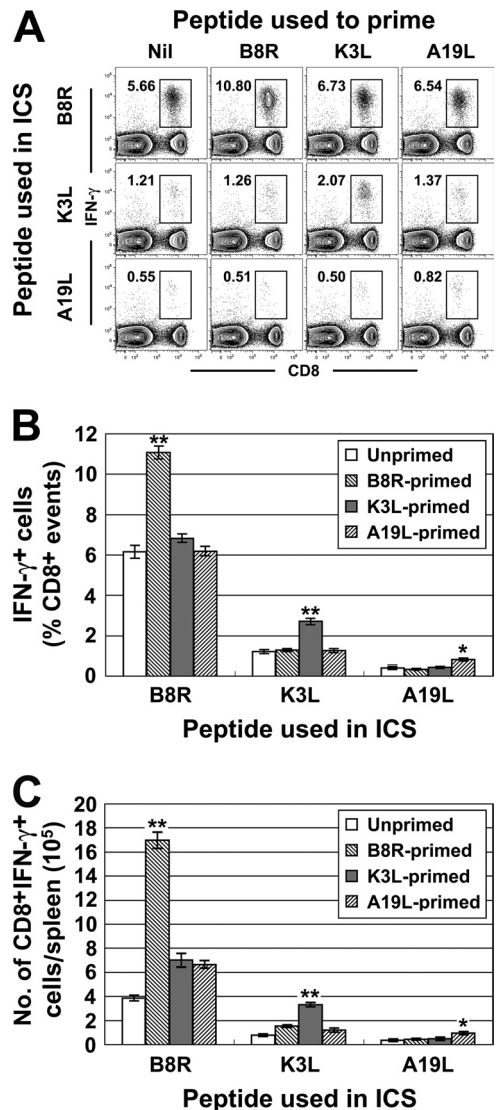 A
Peptide used to prime
Nil B8R K3L A19L
Peptide used in ICS
B8R
K3L
A19L
IFN-γ
5.66 10.80 6.73 6.54
1.21 1.26 2.07 1.37
0.55 0.51 0.50 0.82
CD8
B
IFN-γ+ cells
(% CD8+ events)
12
10
8
6
4
2
0
**
**
*
Unprimed
B8R-primed
K3L-primed
A19L-primed
B8R K3L A19L
Peptide used in ICS
C
No. of CD8+IFN-γ+
cells/spleen (10⁵)
20
18
16
14
12
10
8
6
4
2
0
**
**
*
Unprimed
B8R-primed
K3L-primed
A19L-primed
B8R K3L A19L
Peptide used in ICS